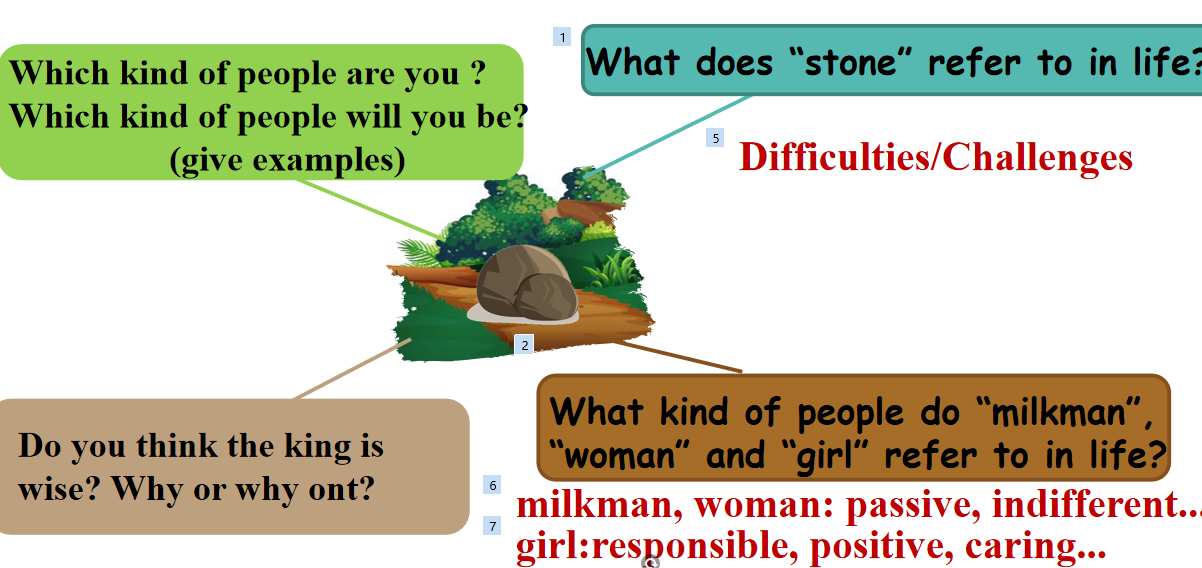 1
What does “stone” refer to in life?
Which kind of people are you ?
Which kind of people will you be?
(give examples)
5
Difficulties/Challenges
2
Do you think the king is
wise? Why or why ont?
What kind of people do “milkman”,
“woman” and “girl” refer to in life?
6
milkman, woman: passive, indifferent...
7
girl:responsible, positive, caring...